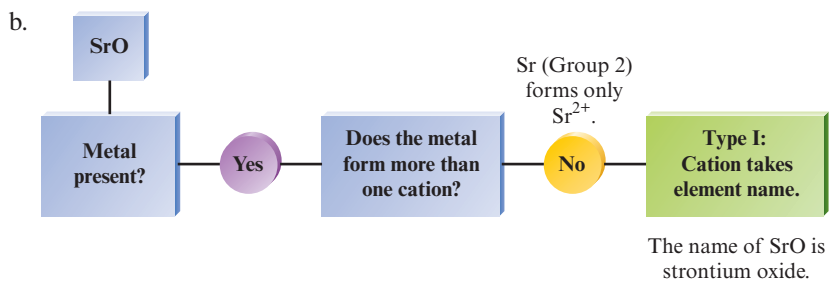 b.
SrO
Metal
present?
Yes
Does the metal
form more than
one cation?
Sr (Group 2)
forms only
Sr²⁺.
No
Type I:
Cation takes
element name.
The name of SrO is
strontium oxide.